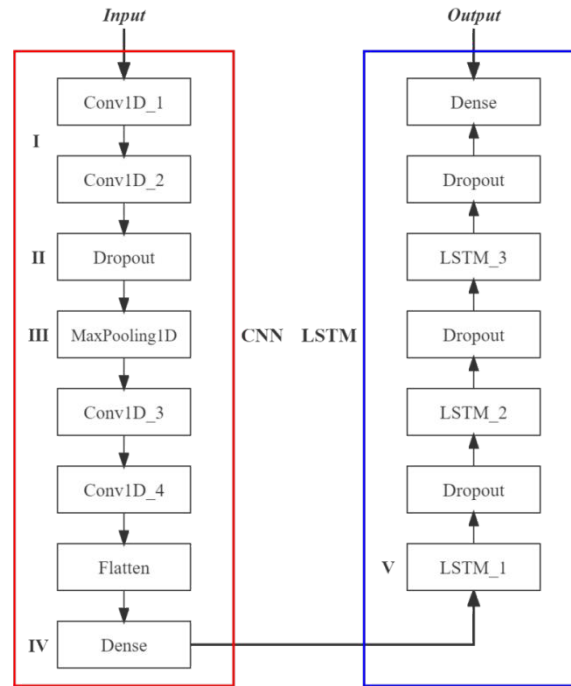 Input
Conv1D_1
I
Conv1D_2
II
Dropout
III
MaxPooling1D
Conv1D_3
Conv1D_4
Flatten
IV
Dense
CNN
LSTM
Output
Dense
Dropout
LSTM_3
Dropout
LSTM_2
Dropout
V
LSTM_1